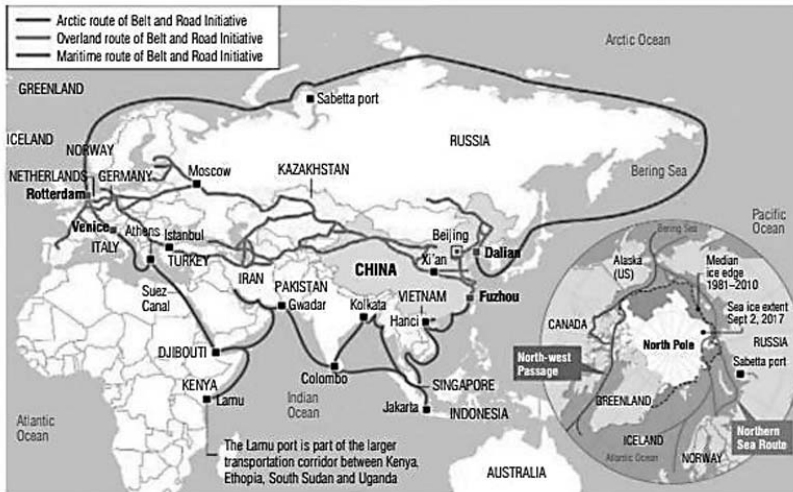 Arctic route of Belt and Road Initiative
Overland route of Belt and Road Initiative
Maritime route of Belt and Road Initiative
Arctic Ocean
GREENLAND
Sabetta port
ICELAND
NORWAY
RUSSIA
NETHERLANDS
GERMANY
Moscow
KAZAKHSTAN
Bering Sea
Rotterdam
Pacific
Ocean
Venice
Athens
Istanbul
Beijing
Dalian
ITALY
TURKEY
Xi'an
IRAN
CHINA
Suez
Canal
PAKISTAN
Gwadar
Kolkata
VIETNAM
Hanci
Fuzhou
DJIBOUTI
KENYA
Lamu
Colombo
Indian
Ocean
SINGAPORE
Jakarta
INDONESIA
Atlantic
Ocean
The Lamu port is part of the larger
transportation corridor between Kenya,
Ethopia, South Sudan and Uganda
AUSTRALIA
Bering Sea
Alaska
(US)
Median
ice edge
1981–2010
Sea ice extent
Sept 2, 2017
CANADA
RUSSIA
North Pole
Sabetta port
North-west
Passage
GREENLAND
Northern
Sea Route
ICELAND
Atlantic Ocean
NORWAY